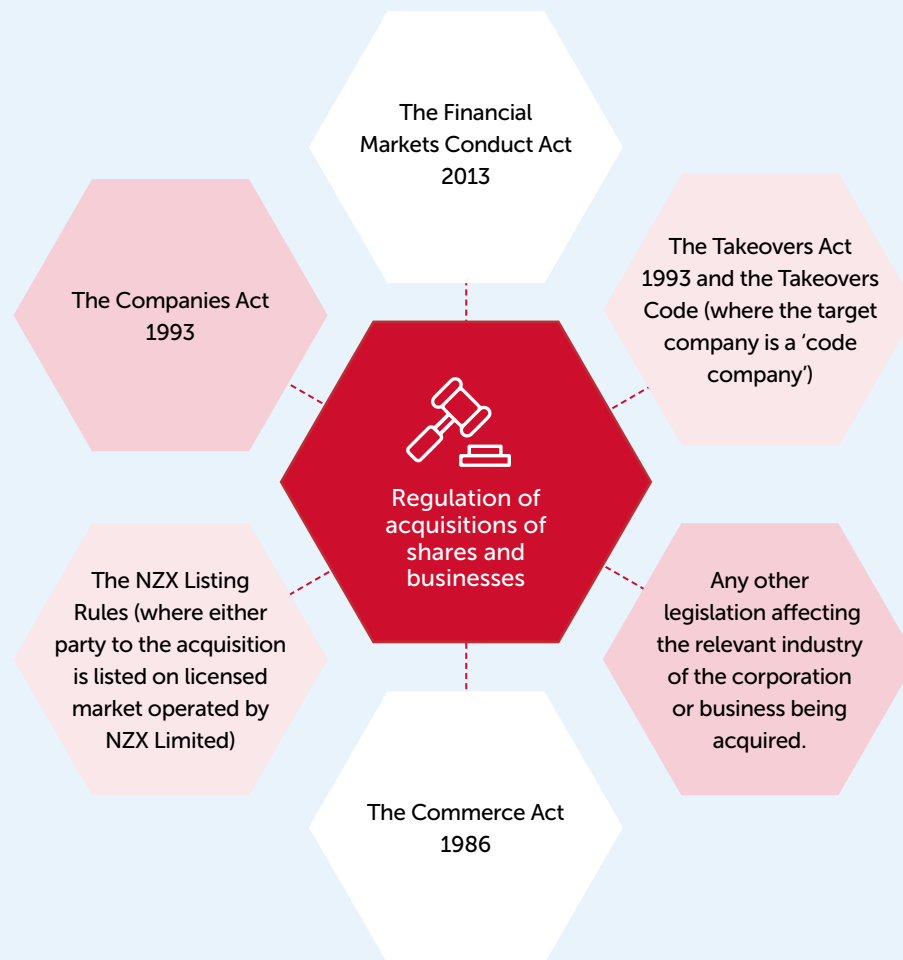 The Financial
Markets Conduct Act
2013
The Companies Act
1993
The Takeovers Act
1993 and the Takeovers
Code (where the target
company is a ‘code
company’)
Regulation of
acquisitions of
shares and
businesses
The NZX Listing
Rules (where either
party to the acquisition
is listed on licensed
market operated by
NZX Limited)
Any other
legislation affecting
the relevant industry
of the corporation
or business being
acquired.
The Commerce Act
1986